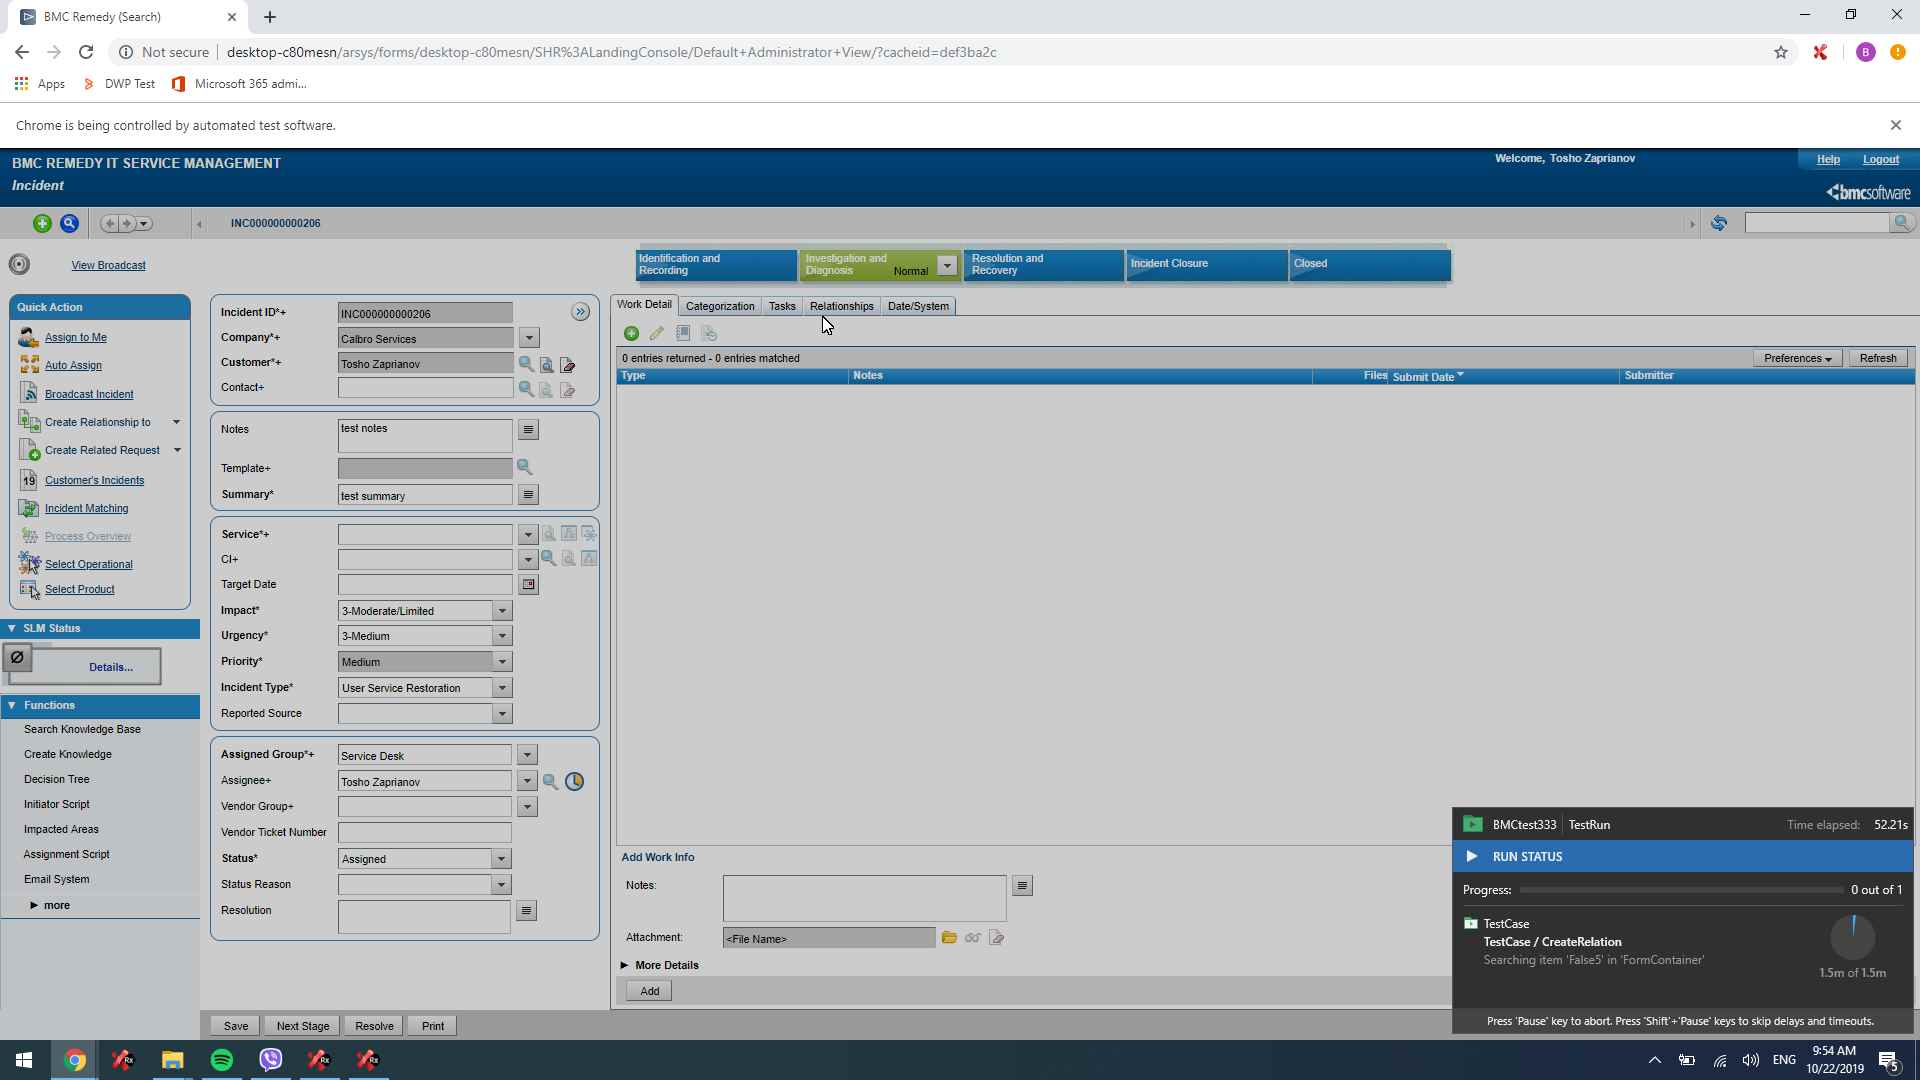 BMC Remedy (Search)
Not secure
desktop-c80mesn/arsys/forms/desktop-c80mesn/SHR%3ALandingConsole/Default+Administrator+View/?cacheid=def3ba2c
B
Apps
DWP Test
Microsoft 365 admi...
Chrome is being controlled by automated test software.
BMC REMEDY IT SERVICE MANAGEMENT
Welcome, Tosho Zaprianov
Help
Logout
Incident
bmcsoftware
INC000000000206
View Broadcast
Identification and Recording
Investigation and Diagnosis
Normal
Resolution and Recovery
Incident Closure
Closed
Quick Action
Assign to Me
Auto Assign
Broadcast Incident
Create Relationship to
Create Related Request
19
Customer's Incidents
Incident Matching
Process Overview
Select Operational
Select Product
SLM Status
Details...
Functions
Search Knowledge Base
Create Knowledge
Decision Tree
Initiator Script
Impacted Areas
Assignment Script
Email System
more
Incident ID*+
INC000000000206
Company*+
Calbro Services
Customer*+
Tosho Zaprianov
Contact+
Notes
test notes
Template+
Summary*
test summary
Service*+
CI+
Target Date
Impact*
3-Moderate/Limited
Urgency*
3-Medium
Priority*
Medium
Incident Type*
User Service Restoration
Reported Source
Assigned Group*+
Service Desk
Assignee+
Tosho Zaprianov
Vendor Group+
Vendor Ticket Number
Status*
Assigned
Status Reason
Resolution
Save
Next Stage
Resolve
Print
Work Detail
Categorization
Tasks
Relationships
Date/System
0 entries returned - 0 entries matched
Preferences
Refresh
Type
Notes
Files
Submit Date
Submitter
Add Work Info
Notes:
Attachment:
<File Name>
More Details
Add
BMCtest333
TestRun
Time elapsed:
52.21s
RUN STATUS
Progress:
0 out of 1
TestCase
TestCase / CreateRelation
Searching item 'False5' in 'FormContainer'
1.5m of 1.5m
Press 'Pause' key to abort. Press 'Shift'+'Pause' keys to skip delays and timeouts.
Rx
Rx
Rx
ENG
9:54 AM
10/22/2019
5